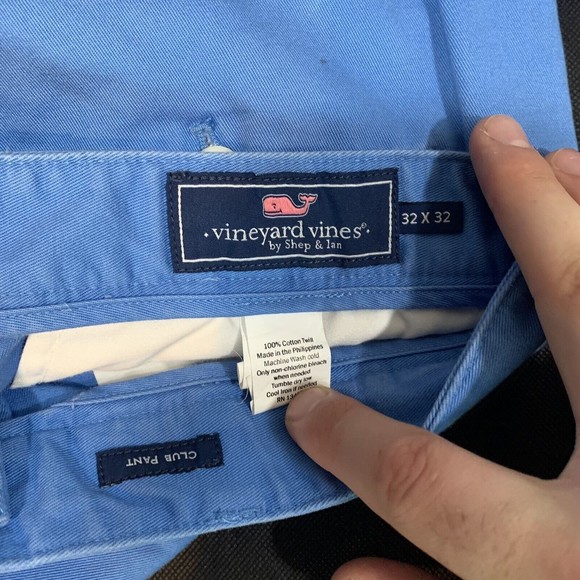 vineyard vines®
by Shep & Ian
32 X 32
100% Cotton Twill
Made in the Philippines
Machine Wash cold
Only non-chlorine bleach
when needed
Tumble dry low
Cool Iron if needed
RN
CLUB PANT